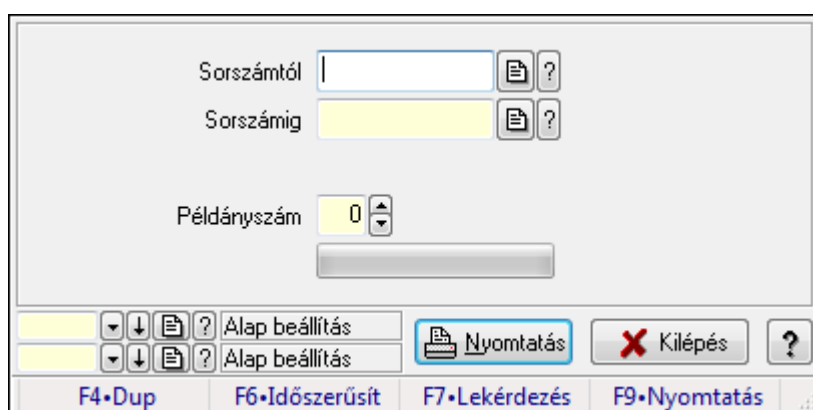 Sorszámtól ?
Sorszámig ?
Példányszám 0
? Alap beállítás
? Alap beállítás
Nyomtatás Kilépés ?
F4•Dup F6•Időszerűsít F7•Lekérdezés F9•Nyomtatás